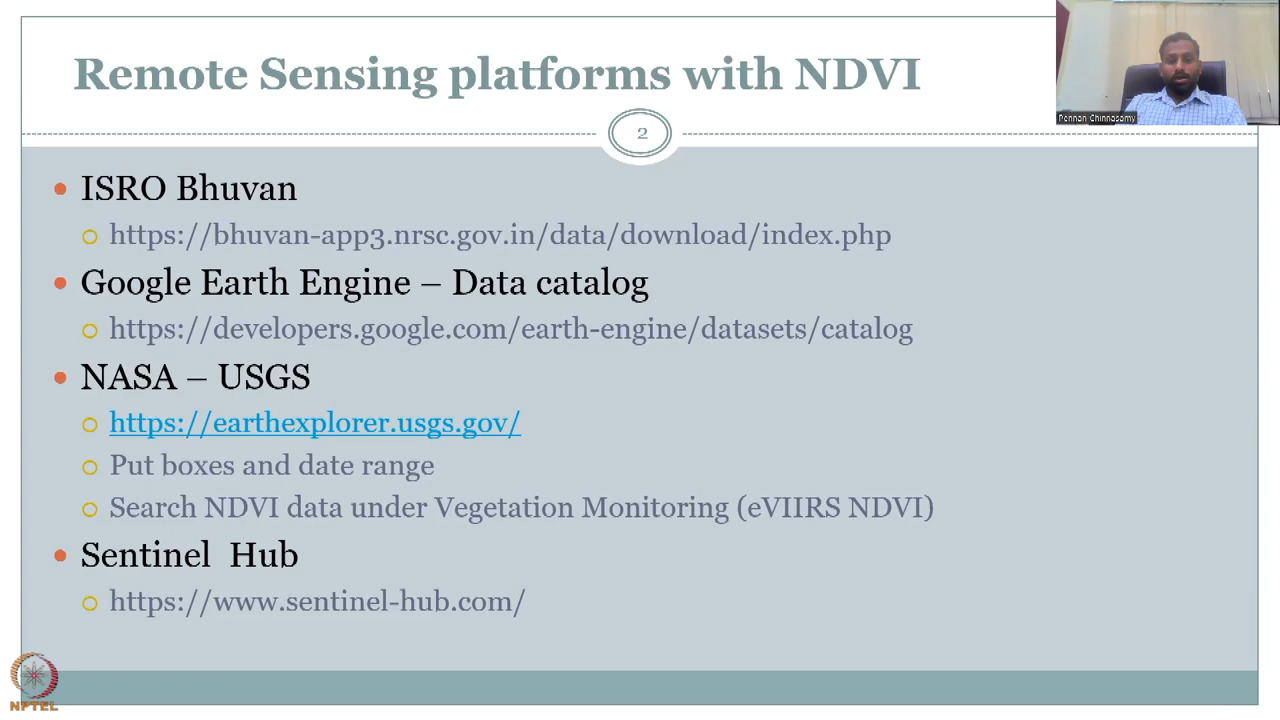 Remote Sensing platforms with NDVI
Pennan Chinnasamy
2
ISRO Bhuvan
https://bhuvan-app3.nrsc.gov.in/data/download/index.php
Google Earth Engine – Data catalog
https://developers.google.com/earth-engine/datasets/catalog
NASA – USGS
https://earthexplorer.usgs.gov/
Put boxes and date range
Search NDVI data under Vegetation Monitoring (eVIIRS NDVI)
Sentinel Hub
https://www.sentinel-hub.com/
NPTEL